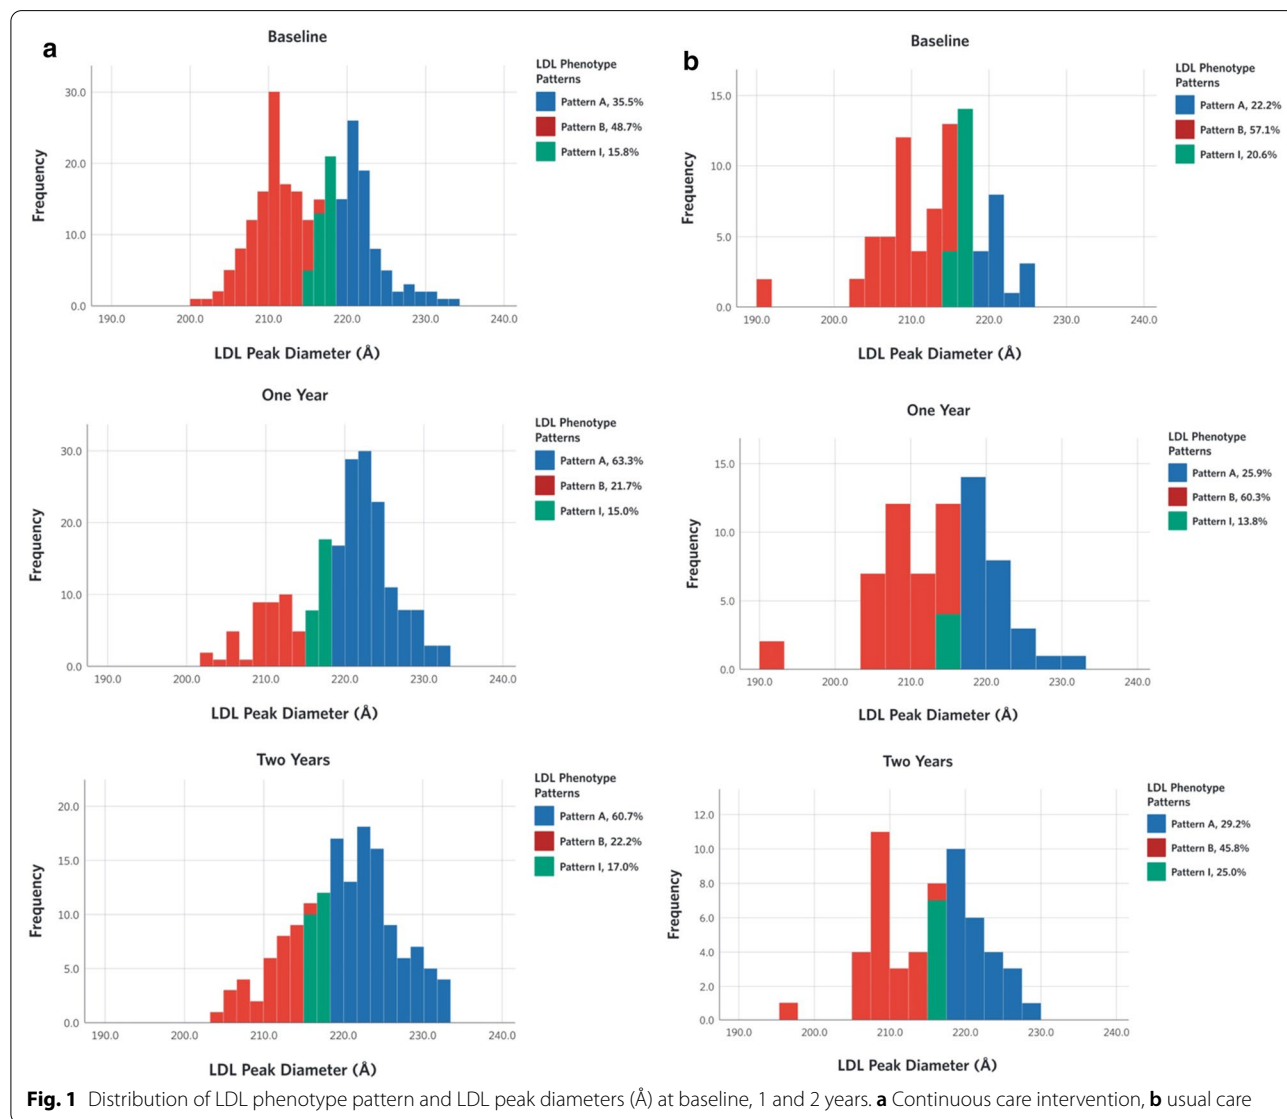 a
Baseline
Frequency
30.0
20.0
10.0
0.0
190.0 200.0 210.0 220.0 230.0 240.0
LDL Peak Diameter (Å)
LDL Phenotype
Patterns
Pattern A, 35.5%
Pattern B, 48.7%
Pattern I, 15.8%
One Year
Frequency
30.0
20.0
10.0
0.0
190.0 200.0 210.0 220.0 230.0 240.0
LDL Peak Diameter (Å)
LDL Phenotype
Patterns
Pattern A, 63.3%
Pattern B, 21.7%
Pattern I, 15.0%
Two Years
Frequency
20.0
15.0
10.0
5.0
0.0
190.0 200.0 210.0 220.0 230.0 240.0
LDL Peak Diameter (Å)
LDL Phenotype
Patterns
Pattern A, 60.7%
Pattern B, 22.2%
Pattern I, 17.0%
b
Baseline
Frequency
15.0
10.0
5.0
0.0
190.0 200.0 210.0 220.0 230.0 240.0
LDL Peak Diameter (Å)
LDL Phenotype
Patterns
Pattern A, 22.2%
Pattern B, 57.1%
Pattern I, 20.6%
One Year
Frequency
15.0
10.0
5.0
0.0
190.0 200.0 210.0 220.0 230.0 240.0
LDL Peak Diameter (Å)
LDL Phenotype
Patterns
Pattern A, 25.9%
Pattern B, 60.3%
Pattern I, 13.8%
Two Years
Frequency
12.0
10.0
8.0
6.0
4.0
2.0
0.0
190.0 200.0 210.0 220.0 230.0 240.0
LDL Peak Diameter (Å)
LDL Phenotype
Patterns
Pattern A, 29.2%
Pattern B, 45.8%
Pattern I, 25.0%
Fig. 1 Distribution of LDL phenotype pattern and LDL peak diameters (Å) at baseline, 1 and 2 years. a Continuous care intervention, b usual care